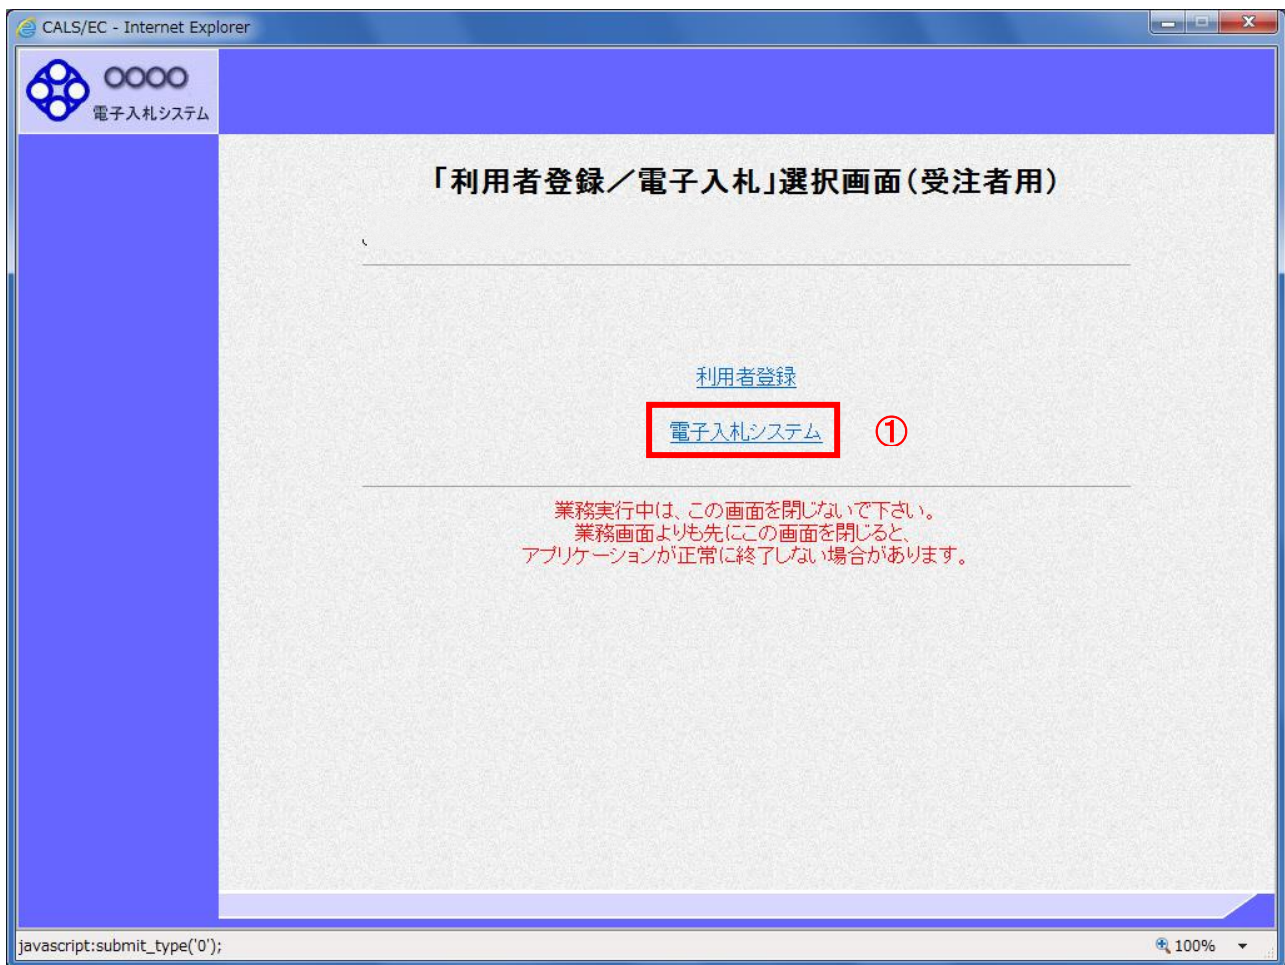 CALS/EC - Internet Explorer
〇〇〇〇
電子入札システム
「利用者登録／電子入札」選択画面（受注者用）
利用者登録
電子入札システム ①
業務実行中は、この画面を閉じないで下さい。
業務画面よりも先にこの画面を閉じると、
アプリケーションが正常に終了しない場合があります。
javascript:submit_type('0'); 100%